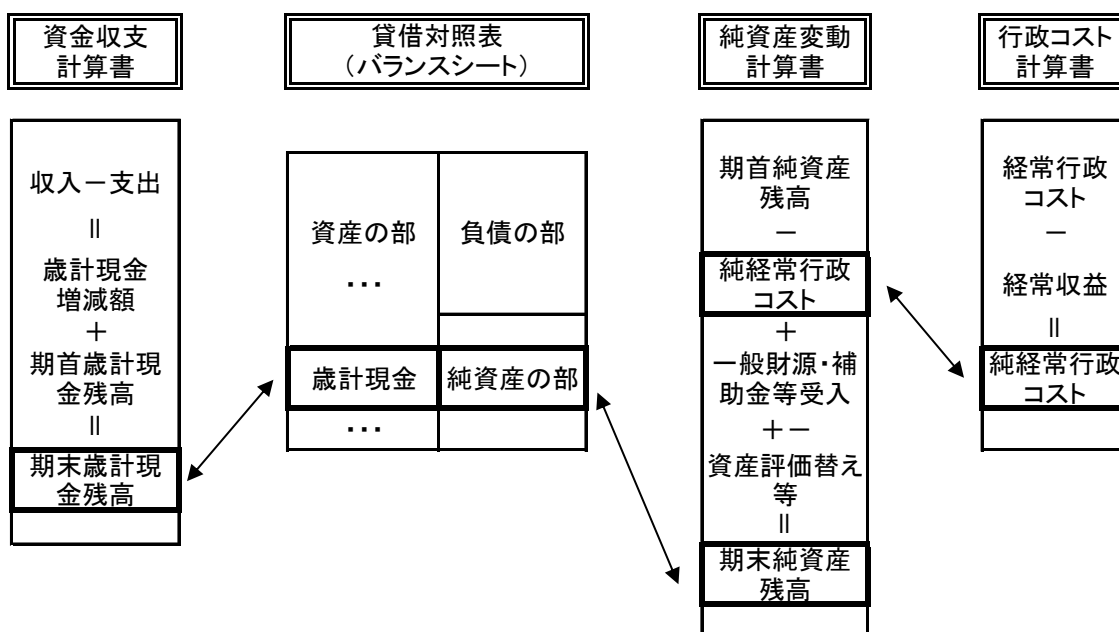 資金収支
計算書
収入－支出
＝
歳計現金
増減額
＋
期首歳計現
金残高
＝
期末歳計現
金残高
貸借対照表
（バランスシート）
資産の部
・・・
負債の部
歳計現金
純資産の部
・・・
純資産変動
計算書
期首純資産
残高
－
純経常行政
コスト
＋
一般財源・補
助金等受入
＋－
資産評価替え
等
＝
期末純資産
残高
行政コスト
計算書
経常行政
コスト
－
経常収益
＝
純経常行政
コスト